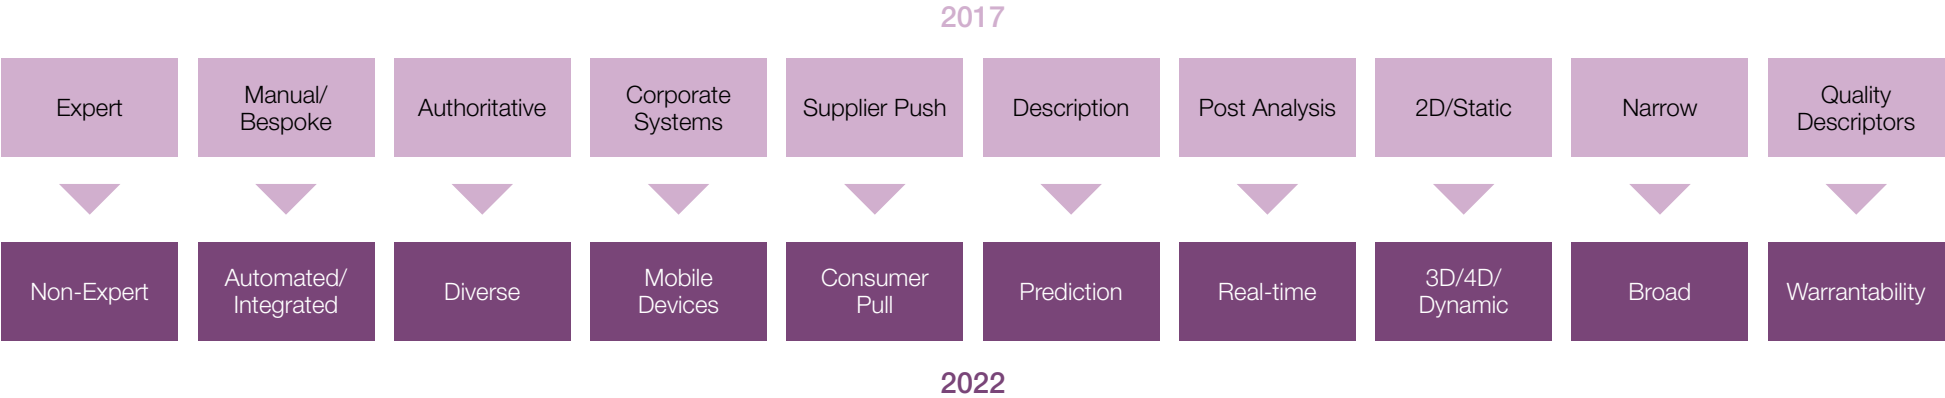 2017
Expert
Manual/
Bespoke
Authoritative
Corporate
Systems
Supplier Push
Description
Post Analysis
2D/Static
Narrow
Quality
Descriptors
Non-Expert
Automated/
Integrated
Diverse
Mobile
Devices
Consumer
Pull
Prediction
Real-time
3D/4D/
Dynamic
Broad
Warrantability
2022